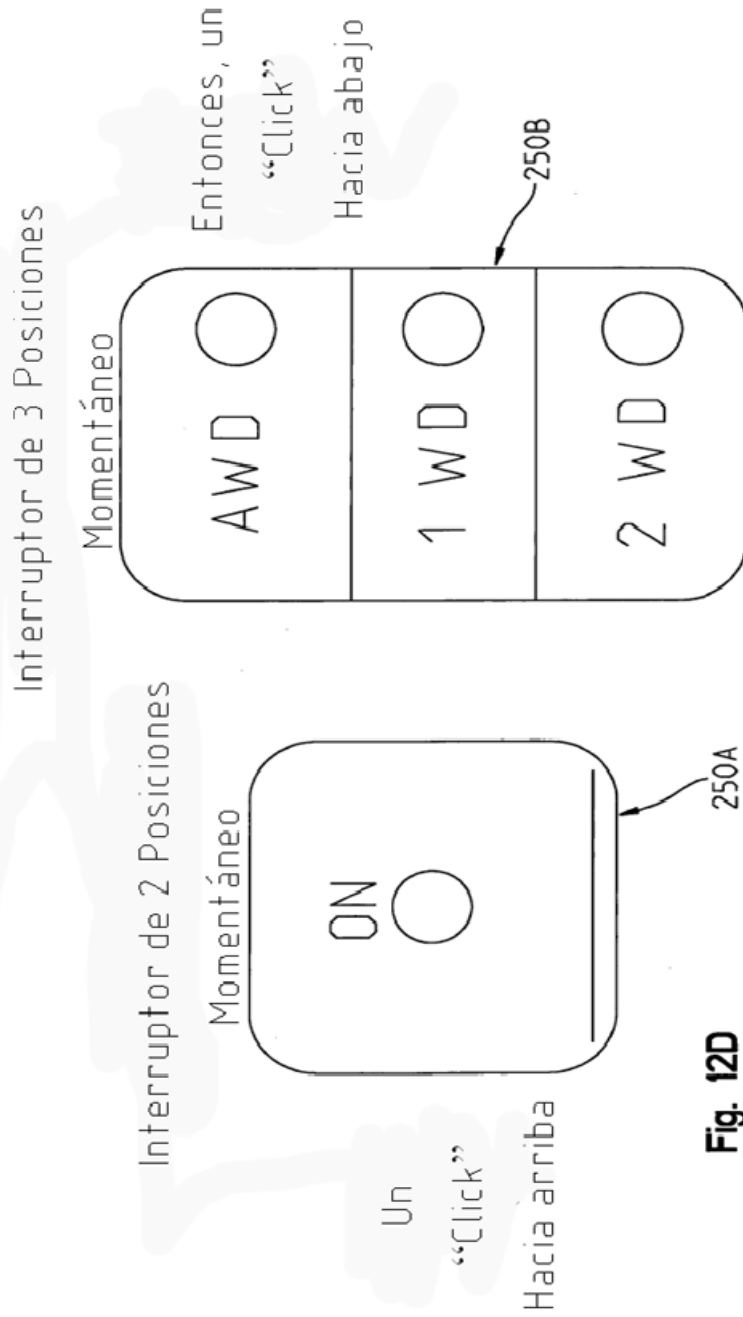 Interruptor de 3 Posiciones
Momentáneo
AWD
1 WD
2 WD
Entonces, un
“Click”
Hacia abajo
250B
Interruptor de 2 Posiciones
Momentáneo
ON
Un
“Click”
Hacia arriba
250A
Fig. 12D